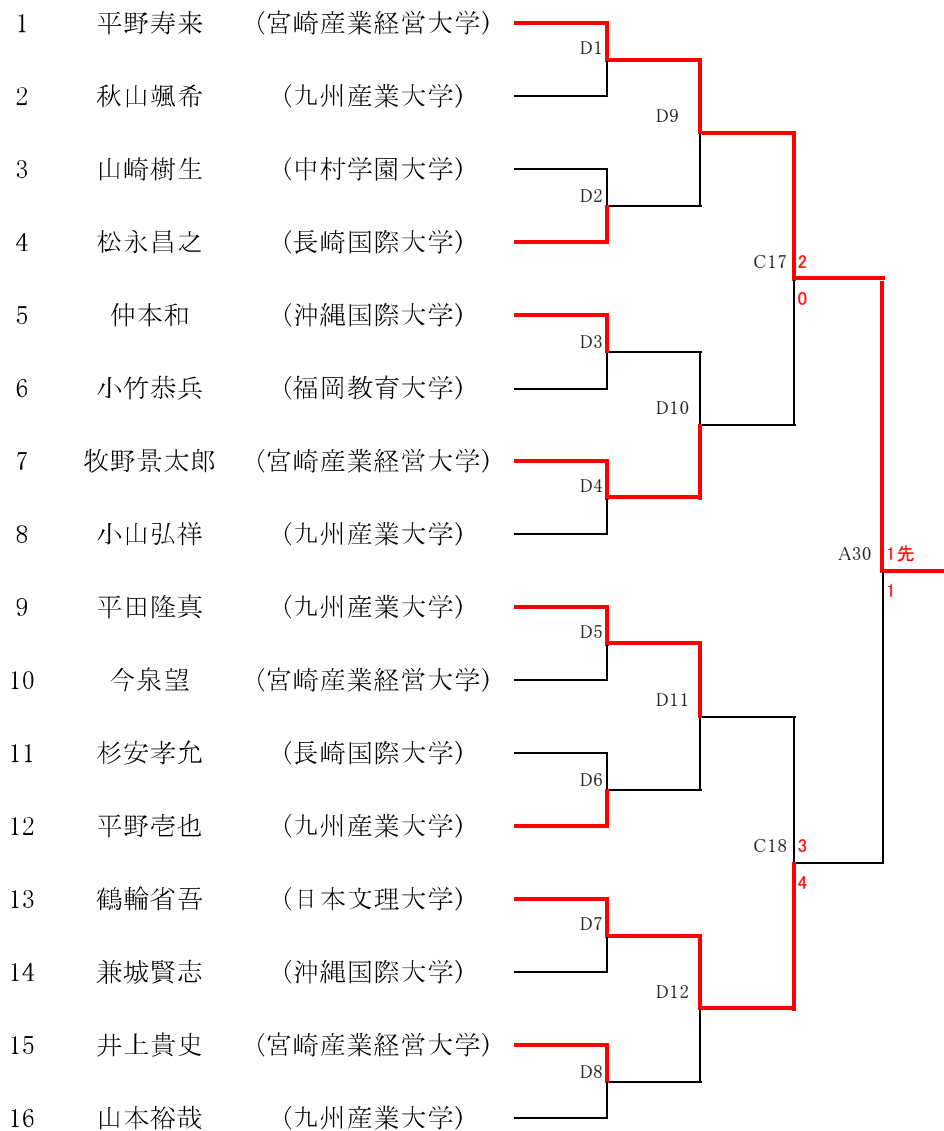 1 平野寿来 (宮崎産業経営大学)
D1
2 秋山颯希 (九州産業大学)
D9
3 山崎樹生 (中村学園大学)
D2
4 松永昌之 (長崎国際大学)
C17 2
0
5 仲本和 (沖縄国際大学)
D3
6 小竹恭兵 (福岡教育大学)
D10
7 牧野景太郎 (宮崎産業経営大学)
D4
8 小山弘祥 (九州産業大学)
A30 1先
1
9 平田隆真 (九州産業大学)
D5
10 今泉望 (宮崎産業経営大学)
D11
11 杉安孝允 (長崎国際大学)
D6
12 平野壱也 (九州産業大学)
C18 3
4
13 鶴輪省吾 (日本文理大学)
D7
14 兼城賢志 (沖縄国際大学)
D12
15 井上貴史 (宮崎産業経営大学)
D8
16 山本裕哉 (九州産業大学)